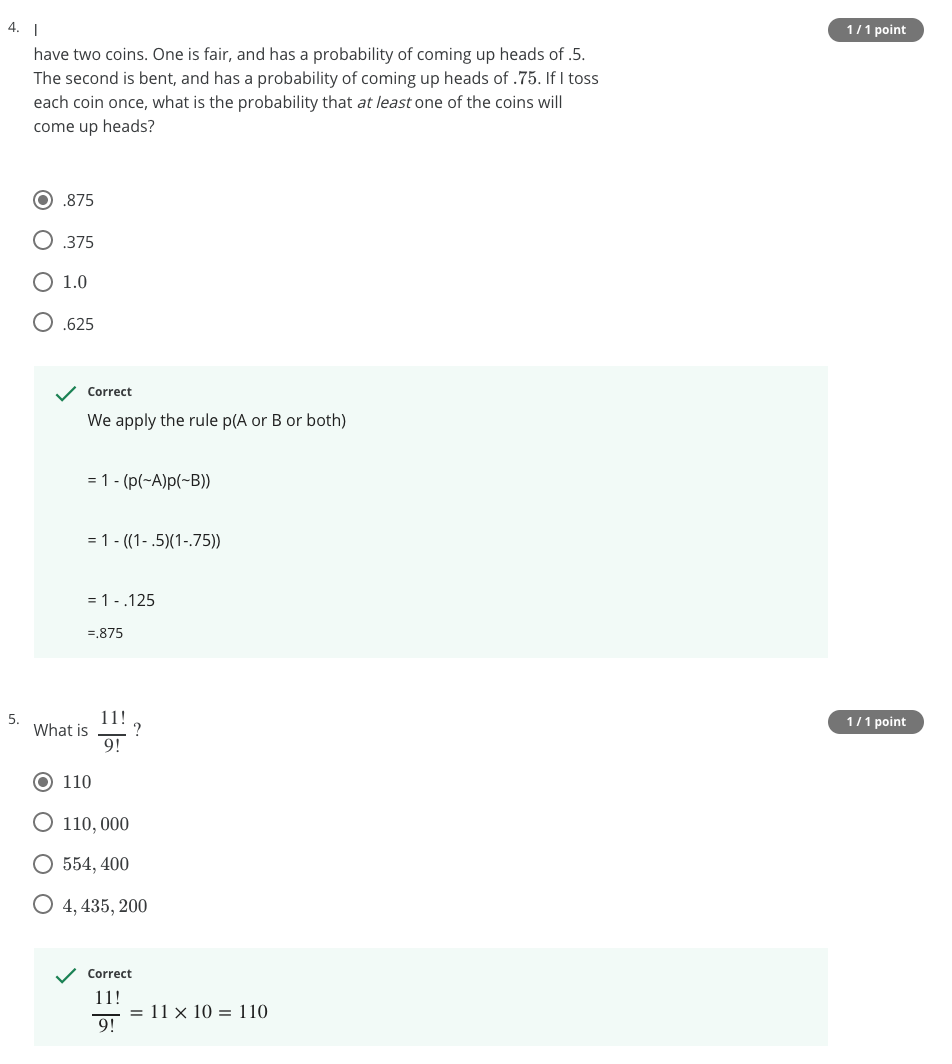 4. I
1 / 1 point
have two coins. One is fair, and has a probability of coming up heads of .5.
The second is bent, and has a probability of coming up heads of .75. If I toss
each coin once, what is the probability that at least one of the coins will
come up heads?
.875
.375
1.0
.625
Correct
We apply the rule p(A or B or both)
= 1 - (p(~A)p(~B))
= 1 - ((1- .5)(1-.75))
= 1 - .125
=.875
5. What is 11!/9! ?
1 / 1 point
110
110,000
554,400
4,435,200
Correct
11!/9! = 11 × 10 = 110